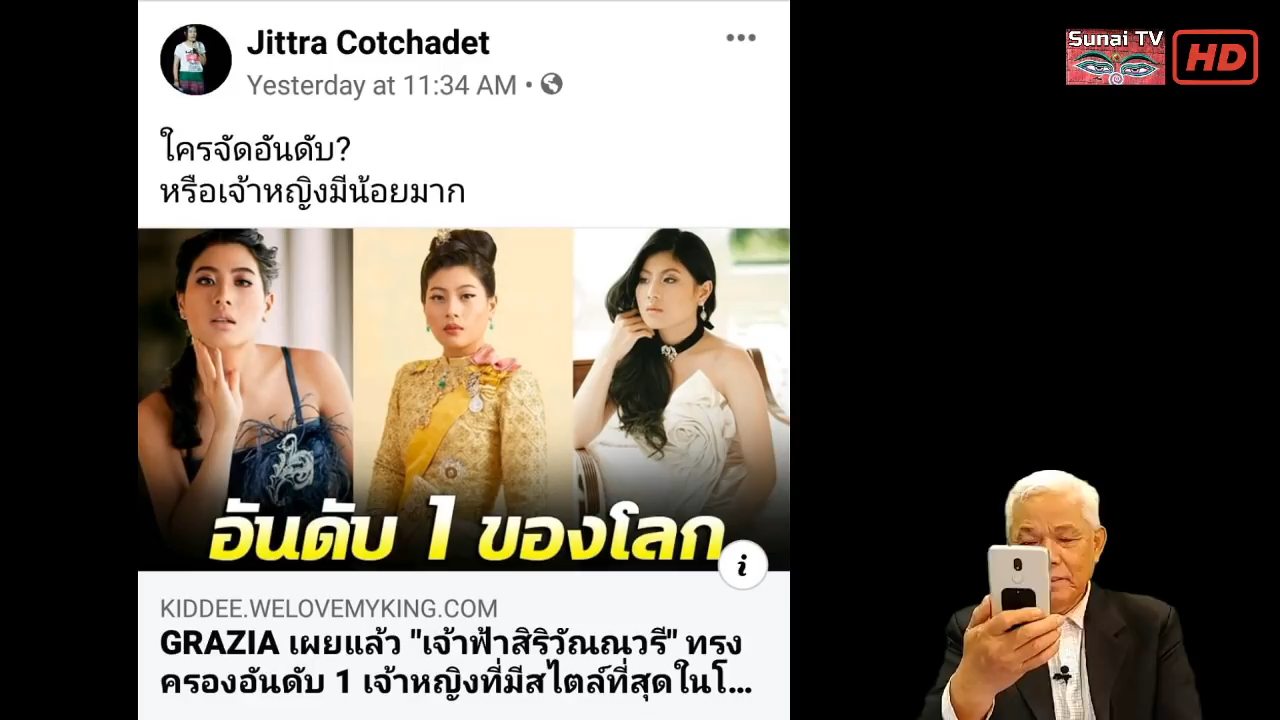 Jittra Cotchadet
Yesterday at 11:34 AM •
ใครจัดอันดับ?
หรือเจ้าหญิงมีน้อยมาก
อันดับ 1 ของโลก
i
KIDDEE.WELOVEMYKING.COM
GRAZIA เผยแล้ว "เจ้าฟ้าสิริวัณณวรี" ทรง
ครองอันดับ 1 เจ้าหญิงที่มีสไตล์ที่สุดในโ...
Sunai TV
HD